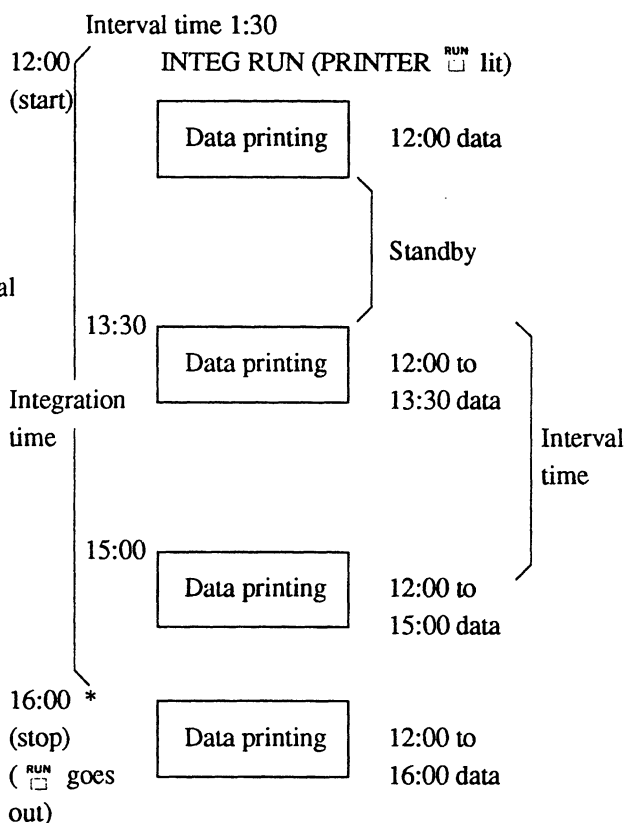 Interval time 1:30
12:00
(start)
INTEG RUN (PRINTER RUN lit)
Data printing
12:00 data
Standby
al
13:30
Data printing
12:00 to
13:30 data
Integration
time
Interval
time
15:00
Data printing
12:00 to
15:00 data
16:00 *
(stop)
( RUN goes
out)
Data printing
12:00 to
16:00 data